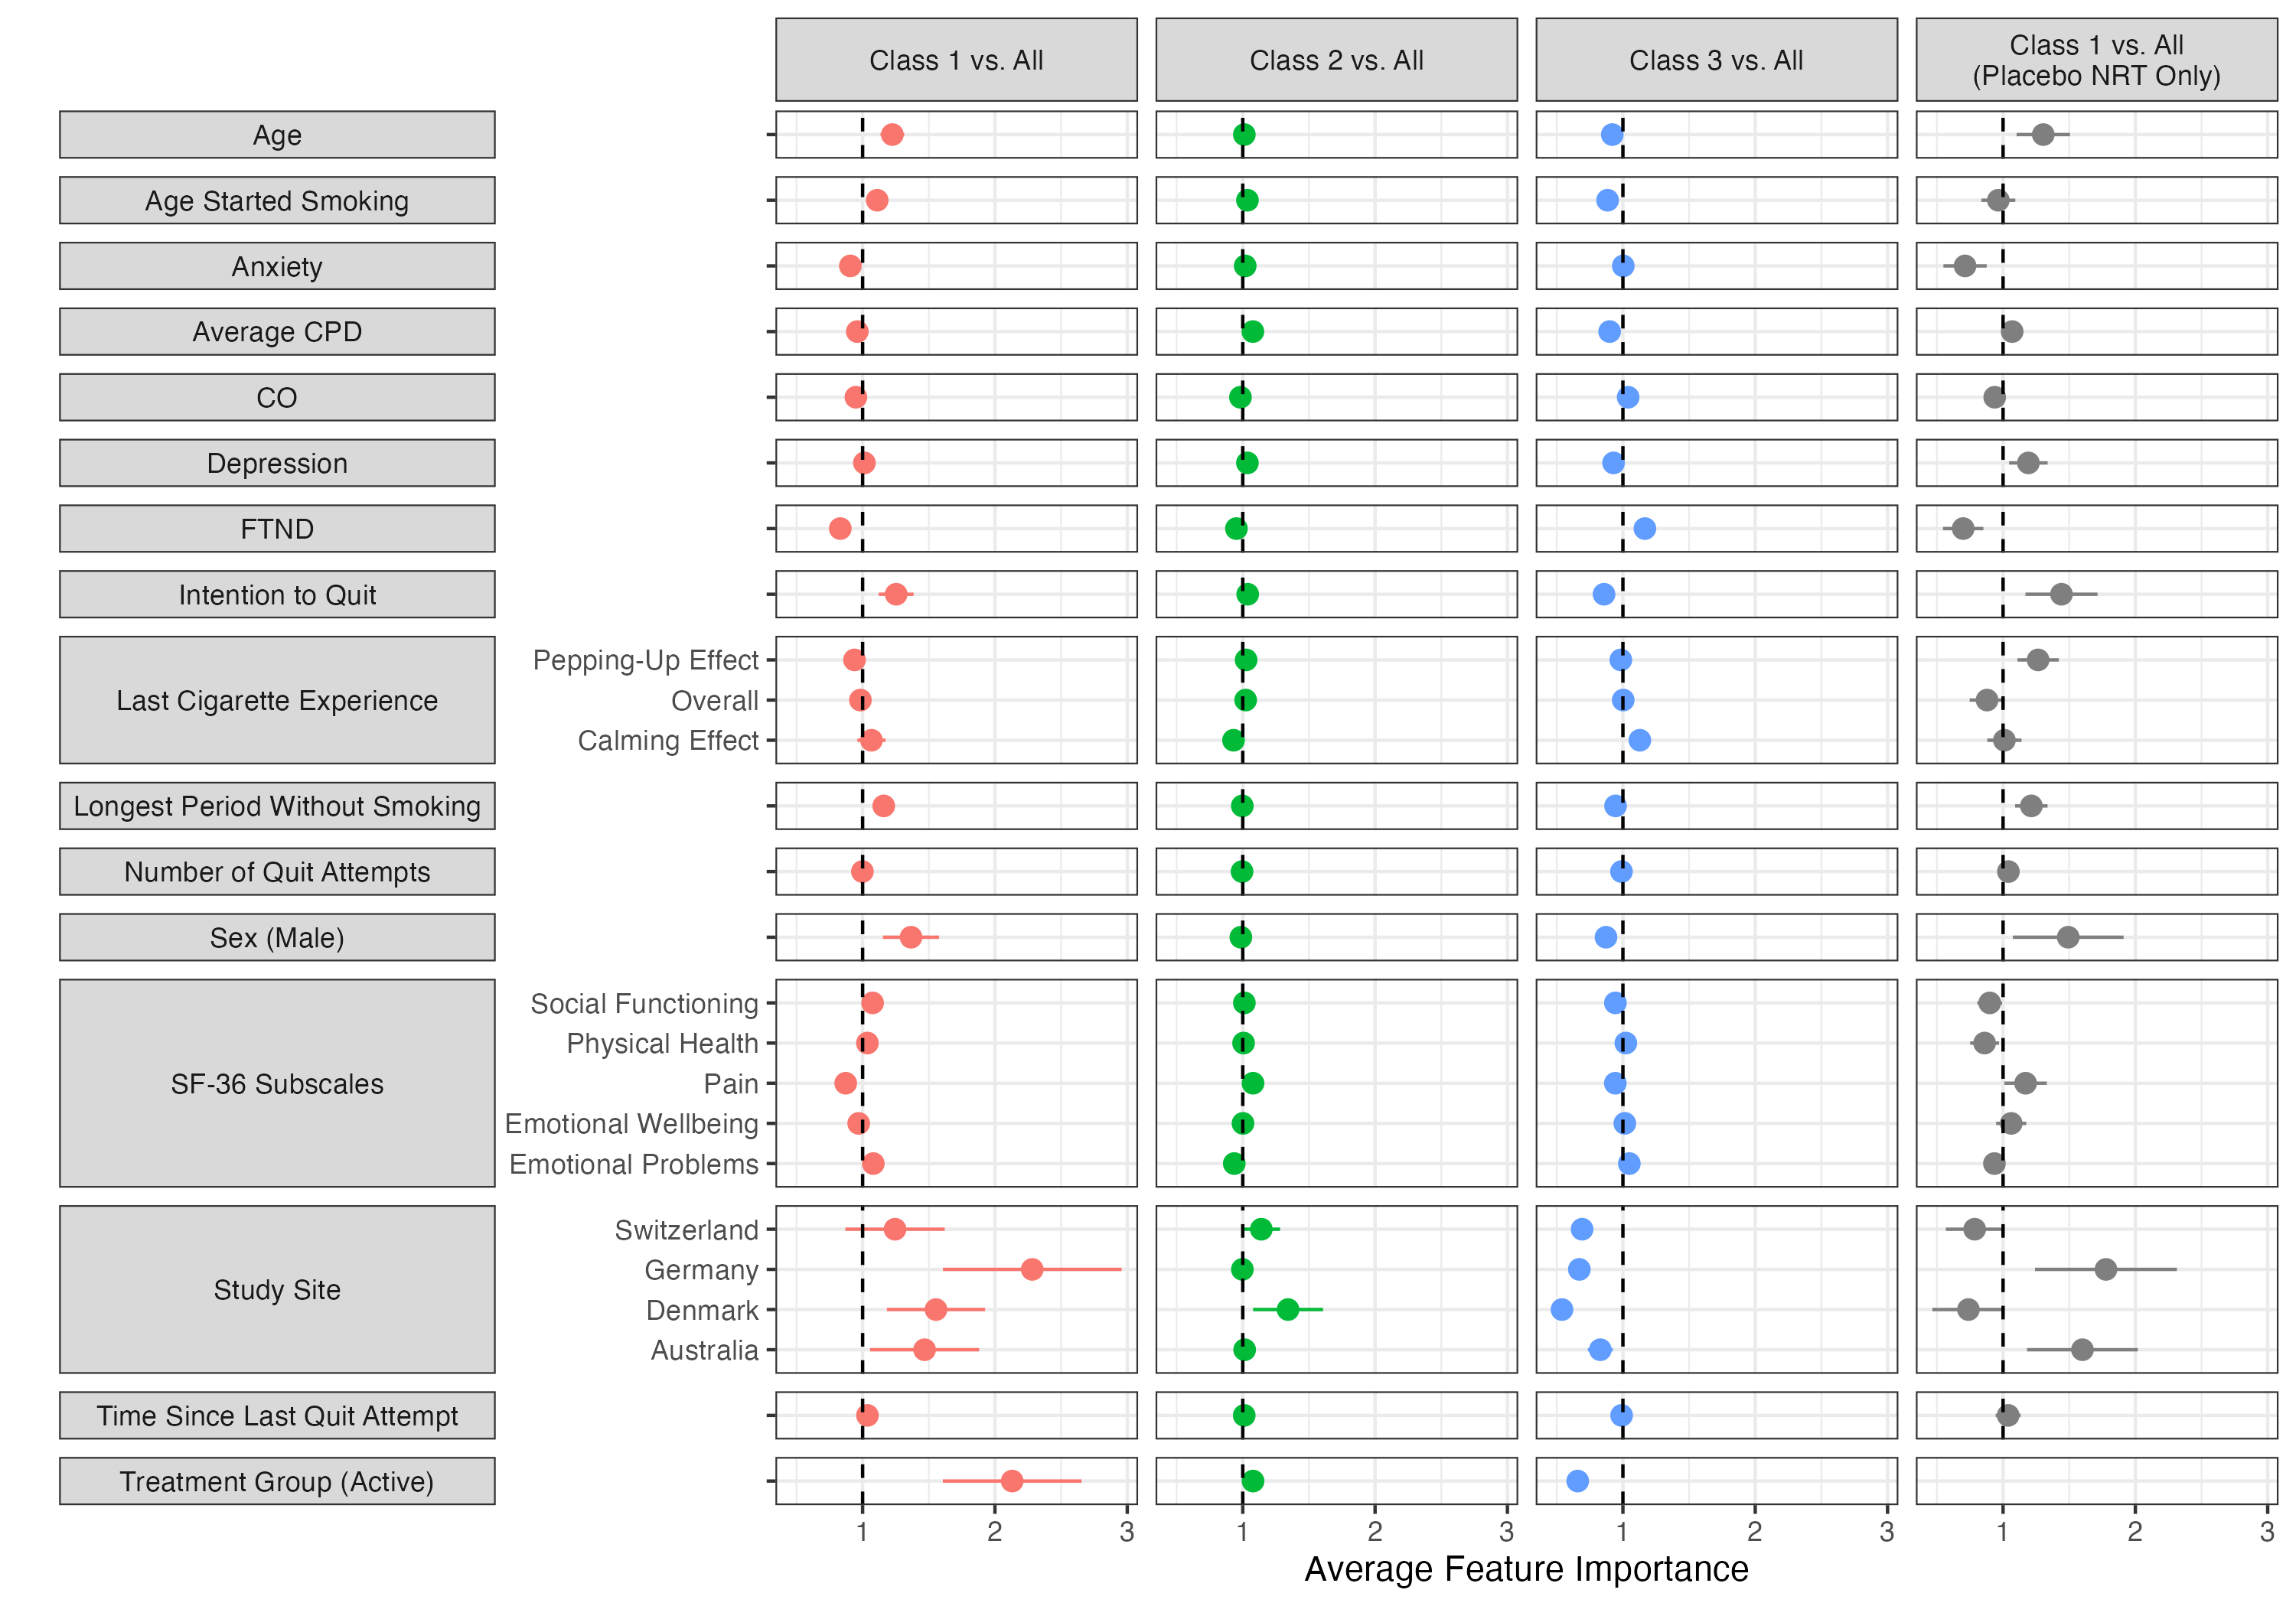 Class 1 vs. All
Class 2 vs. All
Class 3 vs. All
Class 1 vs. All
(Placebo NRT Only)
Age
Age Started Smoking
Anxiety
Average CPD
CO
Depression
FTND
Intention to Quit
Last Cigarette Experience
Pepping-Up Effect
Overall
Calming Effect
Longest Period Without Smoking
Number of Quit Attempts
Sex (Male)
SF-36 Subscales
Social Functioning
Physical Health
Pain
Emotional Wellbeing
Emotional Problems
Study Site
Switzerland
Germany
Denmark
Australia
Time Since Last Quit Attempt
Treatment Group (Active)
1 2 3 1 2 3 1 2 3 1 2 3
Average Feature Importance